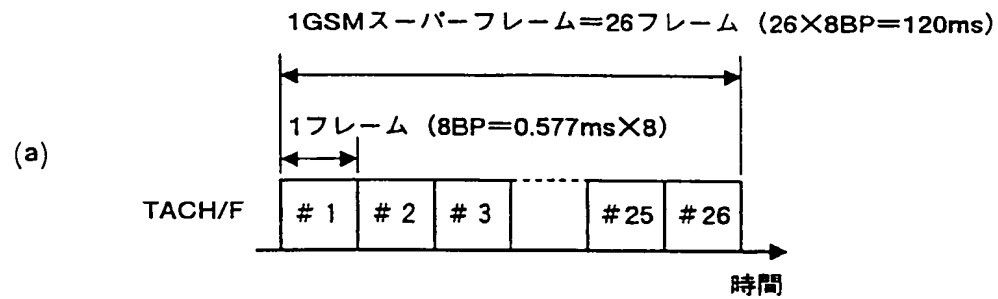 1GSMスーパーフレーム＝26フレーム（26×8BP＝120ms）
1フレーム（8BP＝0.577ms×8）
(a)
TACH/F ＃1 ＃2 ＃3 ＃25 ＃26
時間